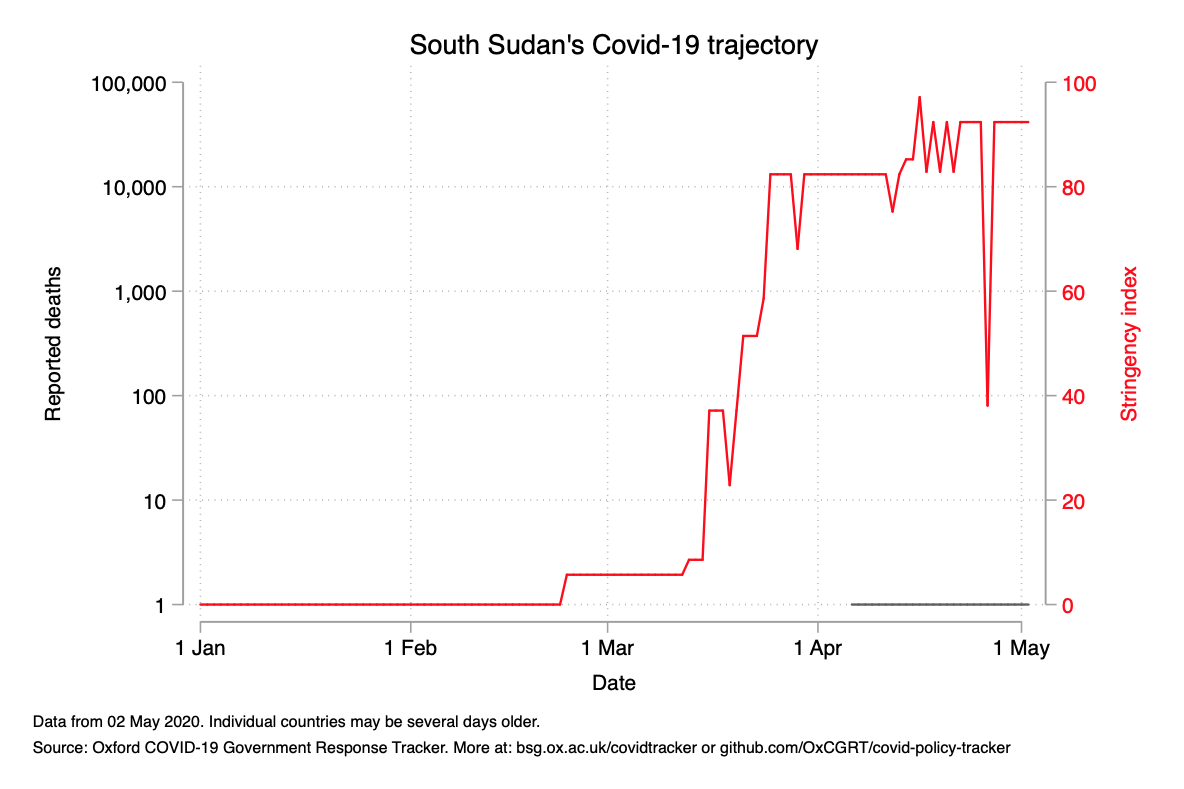 South Sudan's Covid-19 trajectory
100,000
10,000
1,000
100
10
1
Reported deaths
100
80
60
40
20
0
Stringency index
1 Jan
1 Feb
1 Mar
1 Apr
1 May
Date
Data from 02 May 2020. Individual countries may be several days older.
Source: Oxford COVID-19 Government Response Tracker. More at: bsg.ox.ac.uk/covidtracker or github.com/OxCGRT/covid-policy-tracker